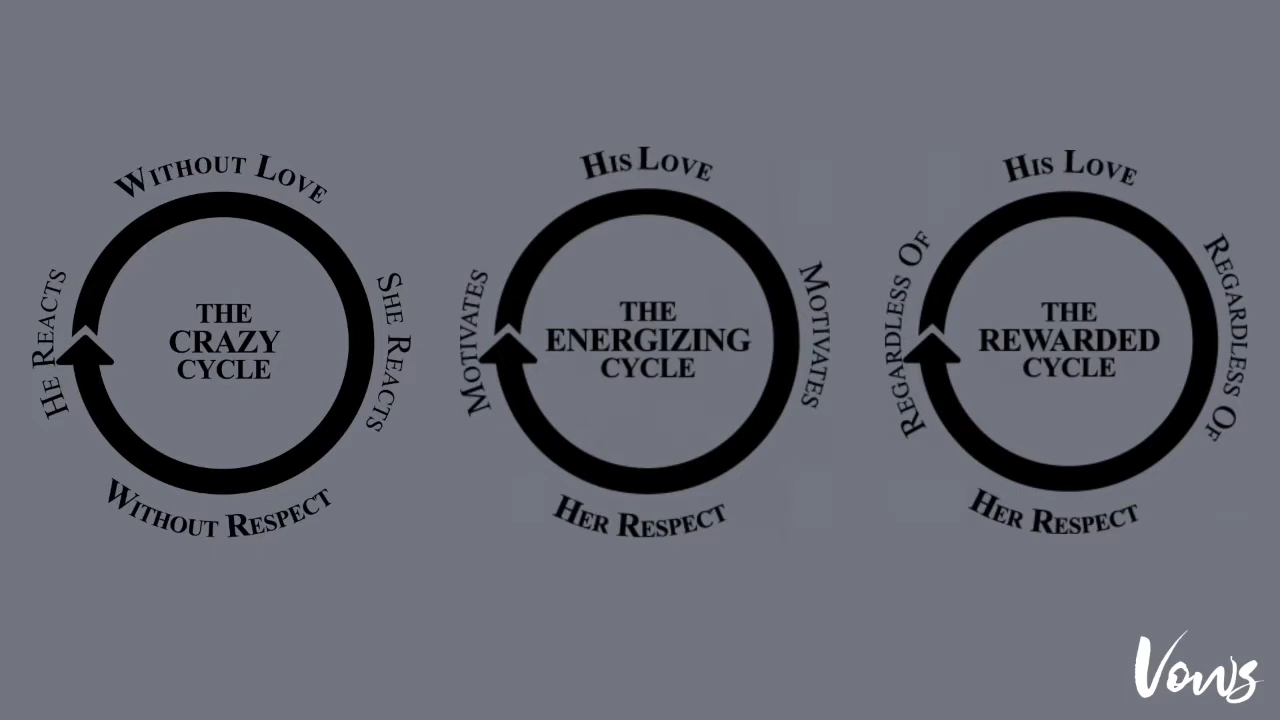 WITHOUT LOVE
SHE REACTS
WITHOUT RESPECT
HE REACTS
THE
CRAZY
CYCLE
HIS LOVE
MOTIVATES
HER RESPECT
MOTIVATES
THE
ENERGIZING
CYCLE
HIS LOVE
REGARDLESS OF
HER RESPECT
REGARDLESS OF
THE
REWARDED
CYCLE
Vows